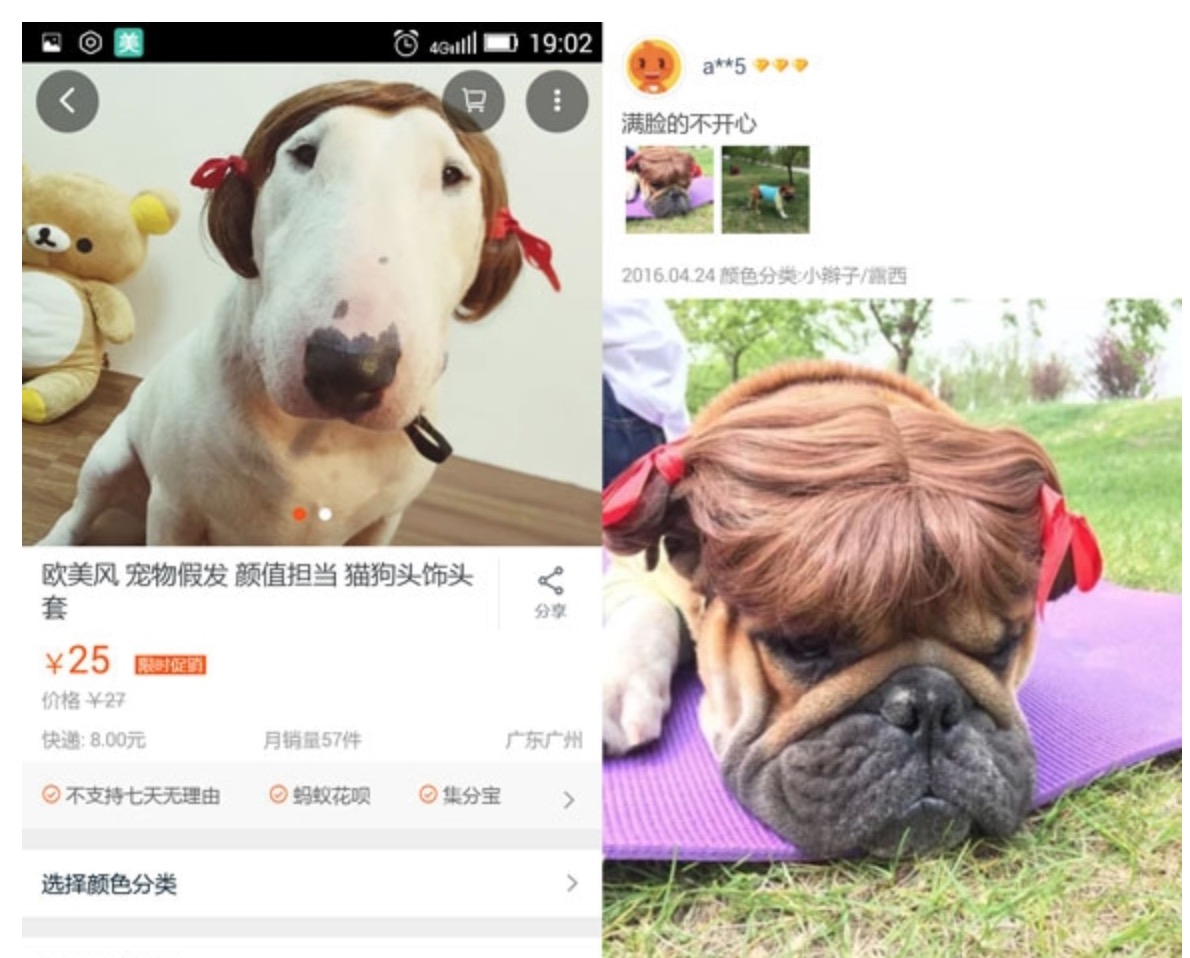 美
4G
19:02
欧美风 宠物假发 颜值担当 猫狗头饰头
套
分享
￥25 限时促销
价格 ￥27
快递: 8.00元 月销量57件 广东广州
不支持七天无理由 蚂蚁花呗 集分宝
选择颜色分类
a**5
满脸的不开心
2016.04.24 颜色分类:小辫子/露西